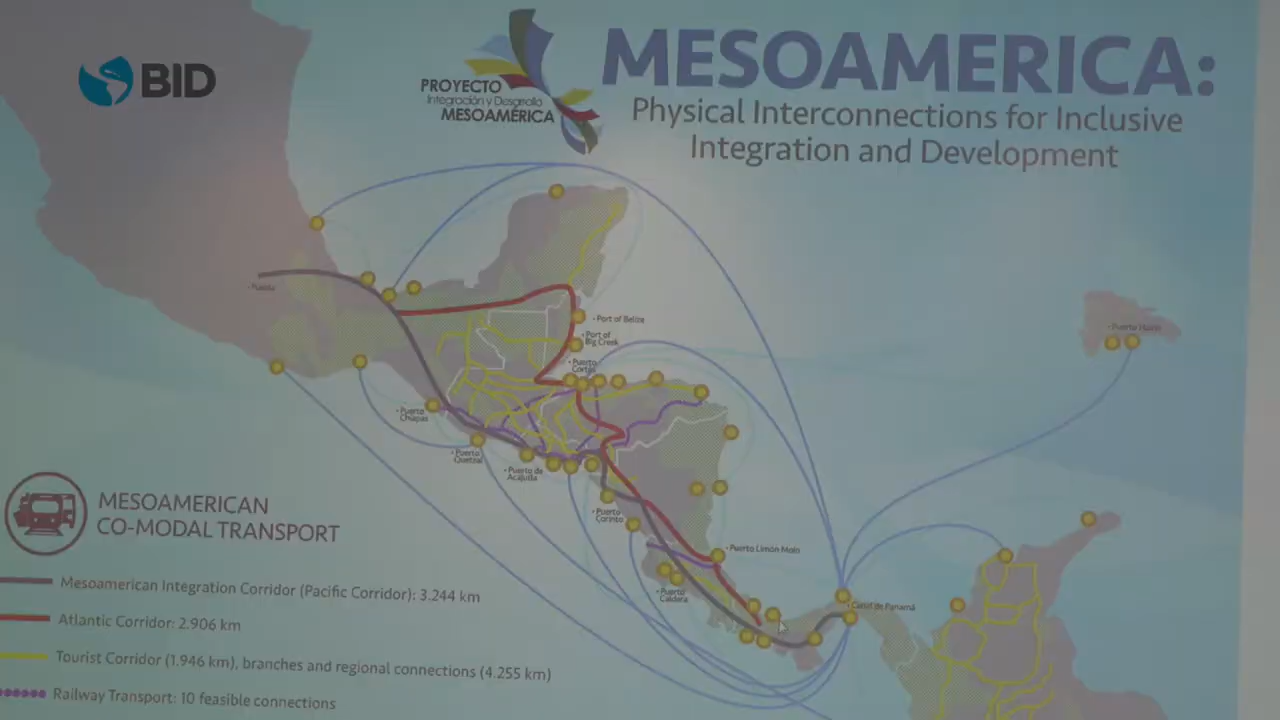 BID
PROYECTO
Integración y Desarrollo
MESOAMÉRICA
MESOAMERICA:
Physical Interconnections for Inclusive
Integration and Development
Puebla
Port of Belize
Port of
Big Creek
Puerto
Cortés
Puerto
Chiapas
Puerto
Quetzal
Puerto de
Acajutla
Puerto
Corinto
Puerto Limón Moín
Puerto
Caldera
Canal de Panamá
Puerto Haina
MESOAMERICAN
CO-MODAL TRANSPORT
Mesoamerican Integration Corridor (Pacific Corridor): 3.244 km
Atlantic Corridor: 2.906 km
Tourist Corridor (1.946 km), branches and regional connections (4.255 km)
Railway Transport: 10 feasible connections